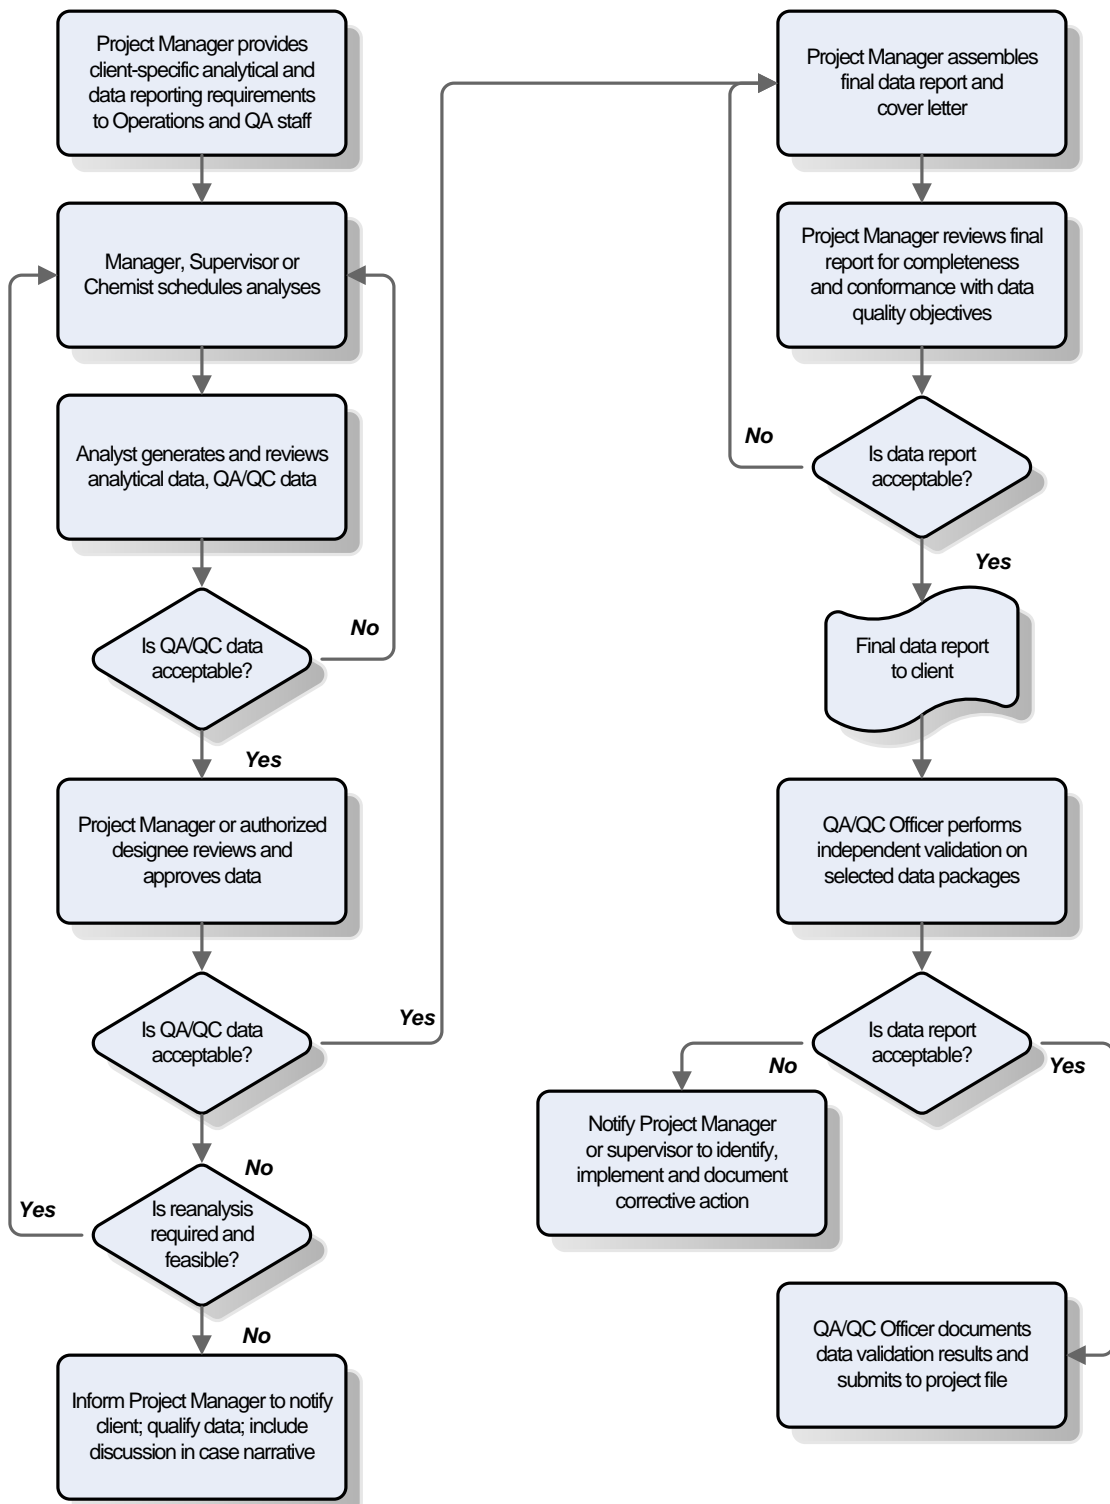 Project Manager provides
client-specific analytical and
data reporting requirements
to Operations and QA staff
Manager, Supervisor or
Chemist schedules analyses
Analyst generates and reviews
analytical data, QA/QC data
Is QA/QC data
acceptable?
No
Yes
Project Manager or authorized
designee reviews and
approves data
Is QA/QC data
acceptable?
Yes
No
Is reanalysis
required and
feasible?
Yes
No
Inform Project Manager to notify
client; qualify data; include
discussion in case narrative
Project Manager assembles
final data report and
cover letter
Project Manager reviews final
report for completeness
and conformance with data
quality objectives
Is data report
acceptable?
No
Yes
Final data report
to client
QA/QC Officer performs
independent validation on
selected data packages
Is data report
acceptable?
No
Yes
Notify Project Manager
or supervisor to identify,
implement and document
corrective action
QA/QC Officer documents
data validation results and
submits to project file